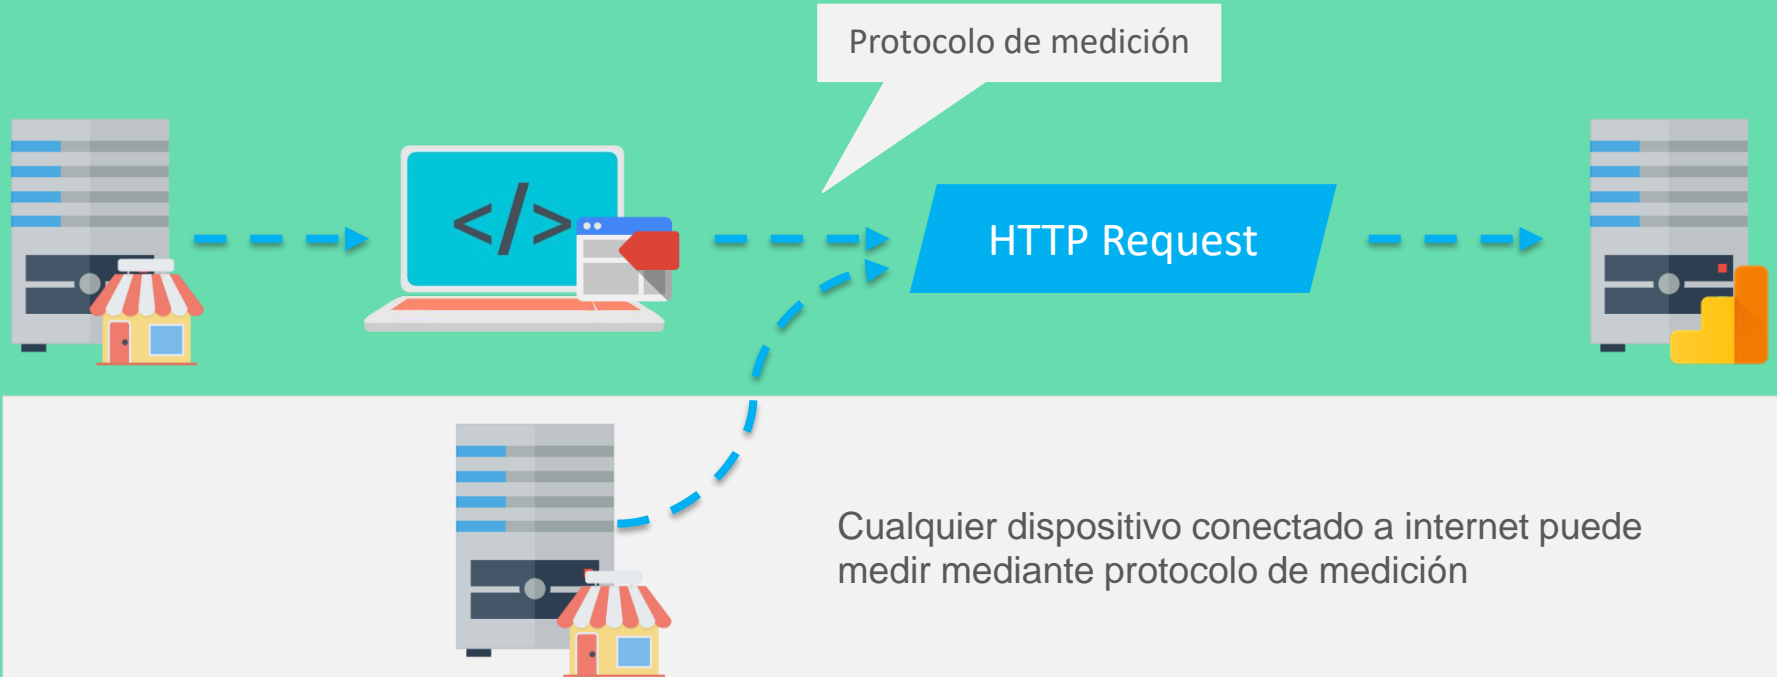 Protocolo de medición
</>
HTTP Request
Cualquier dispositivo conectado a internet puede
medir mediante protocolo de medición